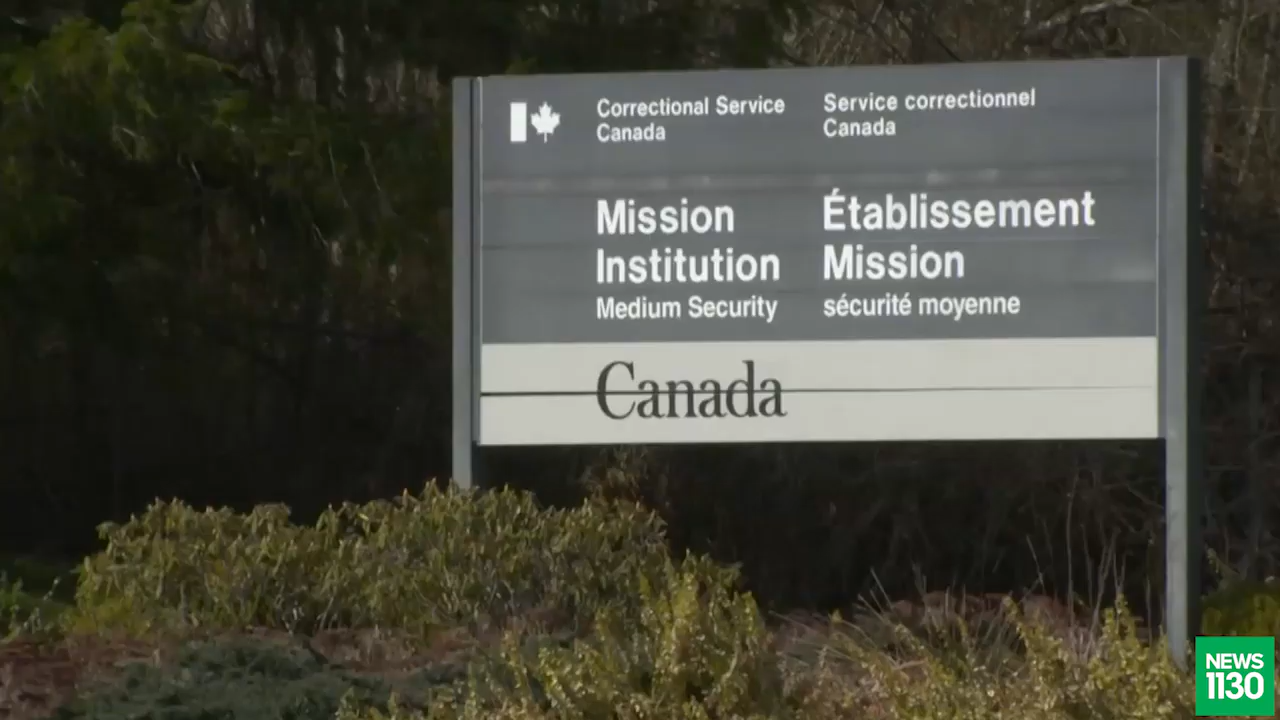 Correctional Service
Canada
Service correctionnel
Canada
Mission
Institution
Medium Security
Établissement
Mission
sécurité moyenne
Canada
NEWS
1130